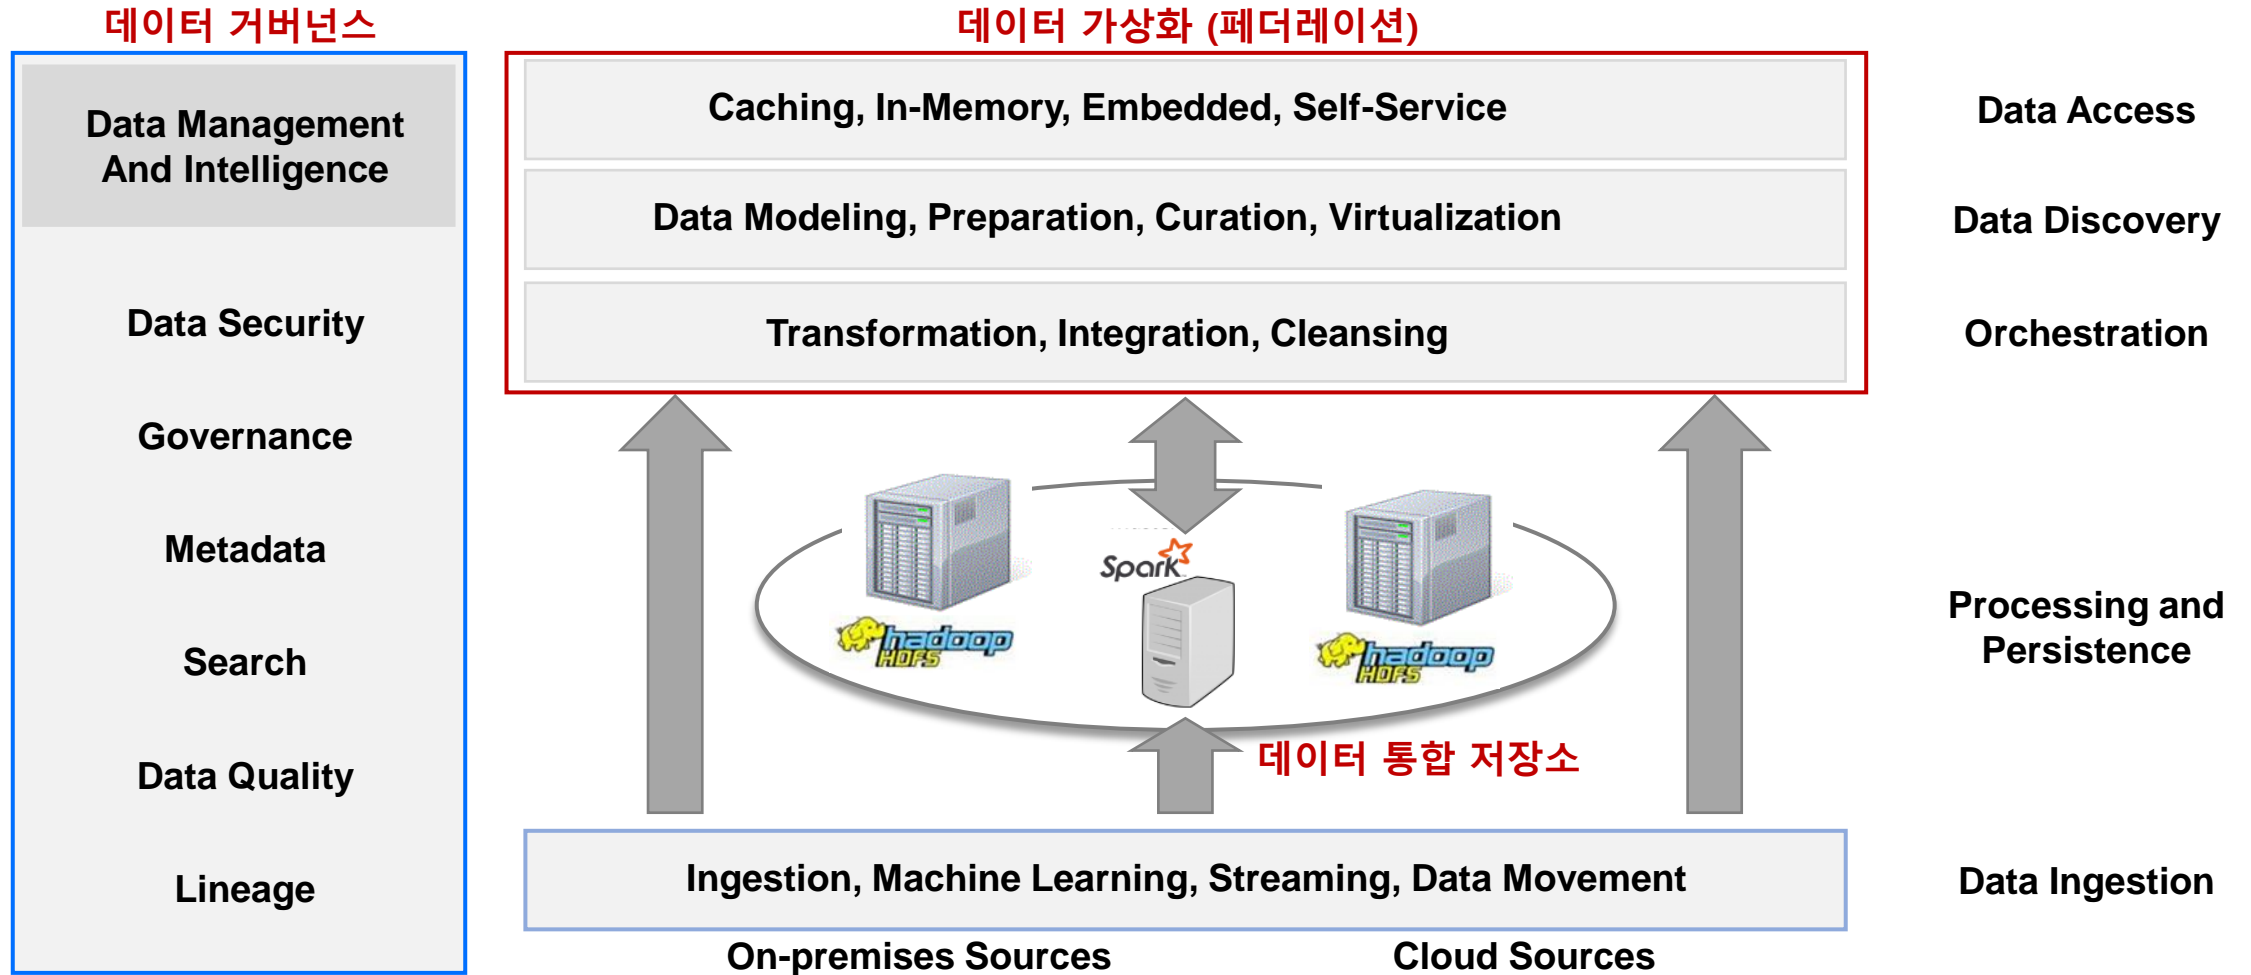 데이터 거버넌스
Data Management
And Intelligence
Data Security
Governance
Metadata
Search
Data Quality
Lineage
데이터 가상화 (페더레이션)
Caching, In-Memory, Embedded, Self-Service
Data Modeling, Preparation, Curation, Virtualization
Transformation, Integration, Cleansing
Spark
hadoop
HDFS
hadoop
HDFS
데이터 통합 저장소
Ingestion, Machine Learning, Streaming, Data Movement
On-premises Sources
Cloud Sources
Data Access
Data Discovery
Orchestration
Processing and
Persistence
Data Ingestion